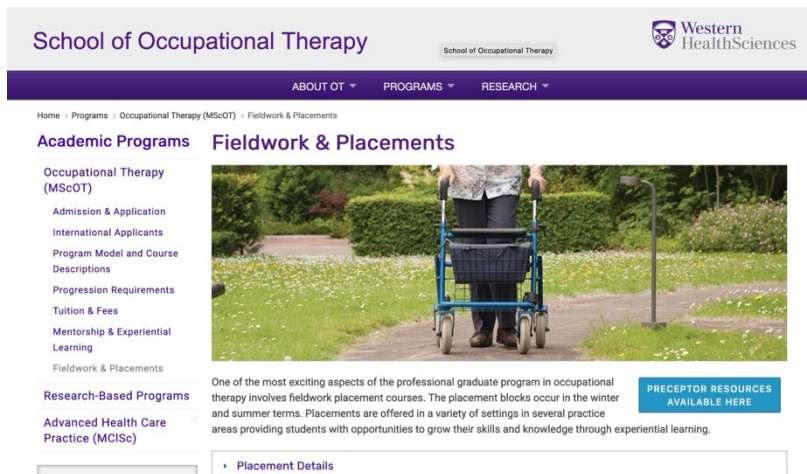 School of Occupational Therapy
School of Occupational Therapy
Western
HealthSciences
ABOUT OT PROGRAMS RESEARCH
Home > Programs > Occupational Therapy (MScOT) > Fieldwork & Placements
Academic Programs
Occupational Therapy
(MScOT)
Admission & Application
International Applicants
Program Model and Course
Descriptions
Progression Requirements
Tuition & Fees
Mentorship & Experiential
Learning
Fieldwork & Placements
Research-Based Programs
Advanced Health Care
Practice (MClSc)
Fieldwork & Placements
One of the most exciting aspects of the professional graduate program in occupational
therapy involves fieldwork placement courses. The placement blocks occur in the winter
and summer terms. Placements are offered in a variety of settings in several practice
areas providing students with opportunities to grow their skills and knowledge through experiential learning.
PRECEPTOR RESOURCES
AVAILABLE HERE
Placement Details